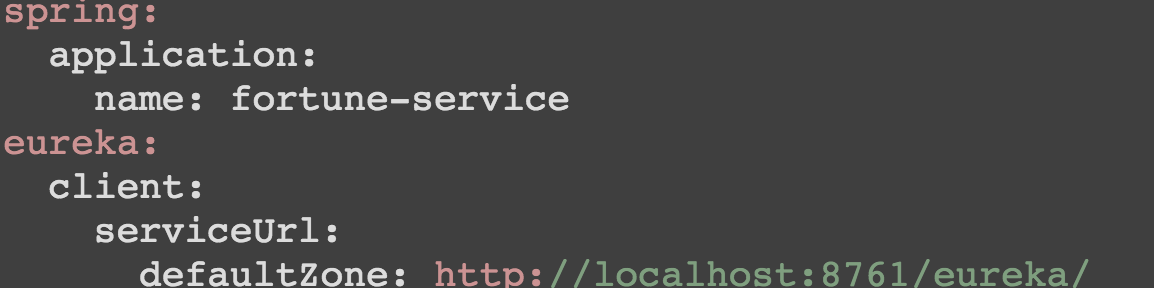 spring:
  application:
    name: fortune-service
eureka:
  client:
    serviceUrl:
      defaultZone: http://localhost:8761/eureka/